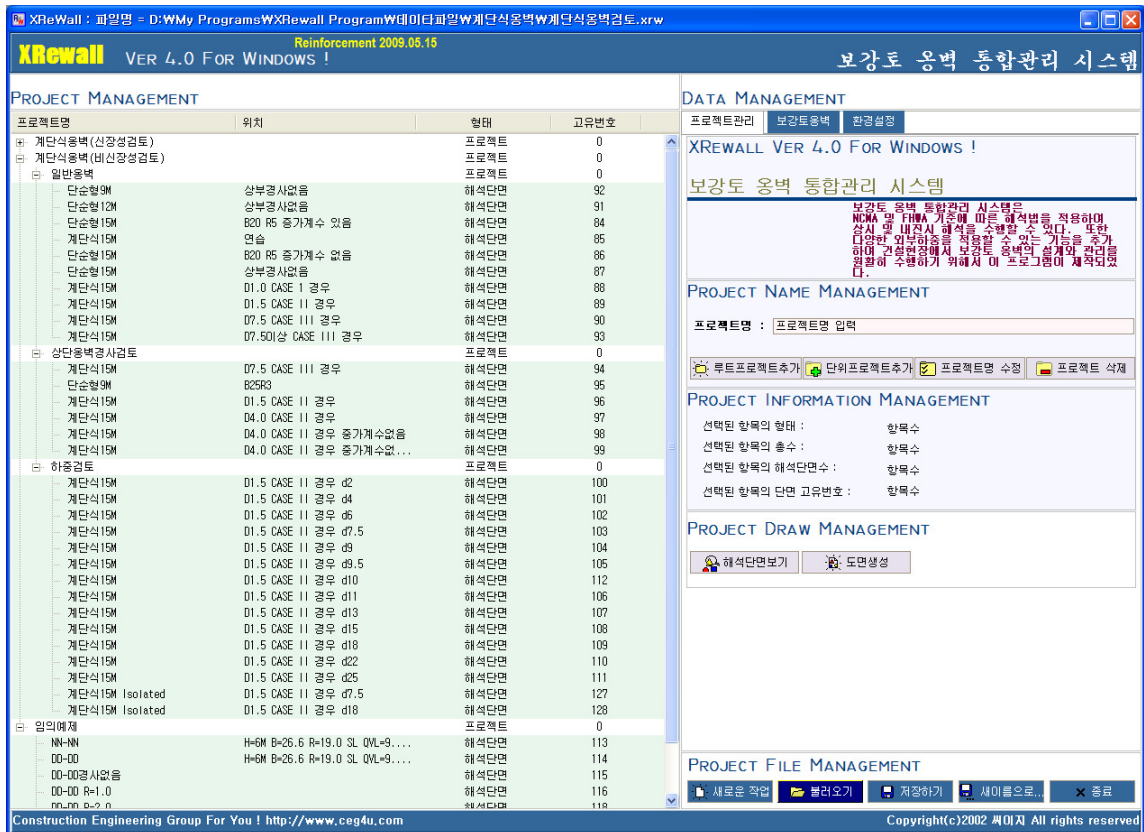 XReWall : 파일명 = D:₩My Programs₩XRewall Program₩데이타파일₩계단식옹벽₩계단식옹벽검토.xrw
XRewall VER 4.0 FOR WINDOWS !
Reinforcement 2009.05.15
보강토 옹벽 통합관리 시스템
PROJECT MANAGEMENT
프로젝트명 위치 형태 고유번호
계단식옹벽(신장성검토) 프로젝트 0
계단식옹벽(비신장성검토) 프로젝트 0
일반옹벽 프로젝트 0
단순형9M 상부경사없음 해석단면 92
단순형12M 상부경사없음 해석단면 91
단순형15M B20 R5 증가계수 있음 해석단면 84
계단식15M 연습 해석단면 85
단순형15M B20 R5 증가계수 없음 해석단면 86
단순형15M 상부경사없음 해석단면 87
계단식15M D1.0 CASE 1 경우 해석단면 88
계단식15M D1.5 CASE II 경우 해석단면 89
계단식15M D7.5 CASE III 경우 해석단면 90
계단식15M D7.5이상 CASE III 경우 해석단면 93
상단옹벽경사검토 프로젝트 0
계단식15M D7.5 CASE III 경우 해석단면 94
단순형9M B25R3 해석단면 95
계단식15M D1.5 CASE II 경우 해석단면 96
계단식15M D4.0 CASE II 경우 해석단면 97
계단식15M D4.0 CASE II 경우 증가계수없음 해석단면 98
계단식15M D4.0 CASE II 경우 증가계수없... 해석단면 99
하중검토 프로젝트 0
계단식15M D1.5 CASE II 경우 d2 해석단면 100
계단식15M D1.5 CASE II 경우 d4 해석단면 101
계단식15M D1.5 CASE II 경우 d6 해석단면 102
계단식15M D1.5 CASE II 경우 d7.5 해석단면 103
계단식15M D1.5 CASE II 경우 d9 해석단면 104
계단식15M D1.5 CASE II 경우 d9.5 해석단면 105
계단식15M D1.5 CASE II 경우 d10 해석단면 112
계단식15M D1.5 CASE II 경우 d11 해석단면 106
계단식15M D1.5 CASE II 경우 d13 해석단면 107
계단식15M D1.5 CASE II 경우 d15 해석단면 108
계단식15M D1.5 CASE II 경우 d18 해석단면 109
계단식15M D1.5 CASE II 경우 d22 해석단면 110
계단식15M D1.5 CASE II 경우 d25 해석단면 111
계단식15M Isolated D1.5 CASE II 경우 d7.5 해석단면 127
계단식15M Isolated D1.5 CASE II 경우 d18 해석단면 128
임의예제 프로젝트 0
NN-NN H=6M B=26.6 R=19.0 SL QVL=9.... 해석단면 113
DD-DD H=6M B=26.6 R=19.0 SL QVL=9.... 해석단면 114
DD-DD경사없음 해석단면 115
DD-DD R=1.0 해석단면 116
DD-DD R=2.0 해석단면 118
DATA MANAGEMENT
프로젝트관리 보강토옹벽 환경설정
XREWALL VER 4.0 FOR WINDOWS !
보강토 옹벽 통합관리 시스템
보강토 옹벽 통합관리 시스템은
NCMA 및 FHWA 기준에 따른 해석법을 적용하며
상시 및 내진시 해석을 수행할 수 있다. 또한
다양한 외부하중을 적용할 수 있는 기능을 추가
하여 건설현장에서 보강토 옹벽의 설계와 관리를
원활히 수행하기 위해서 이 프로그램이 제작되었
다.
PROJECT NAME MANAGEMENT
프로젝트명 : 프로젝트명 입력
루트프로젝트추가 단위프로젝트추가 프로젝트명 수정 프로젝트 삭제
PROJECT INFORMATION MANAGEMENT
선택된 항목의 형태 : 항목수
선택된 항목의 총수 : 항목수
선택된 항목의 해석단면수 : 항목수
선택된 항목의 단면 고유번호 : 항목수
PROJECT DRAW MANAGEMENT
해석단면보기 도면생성
PROJECT FILE MANAGEMENT
새로운 작업 불러오기 저장하기 새이름으로... 종료
Construction Engineering Group For You ! http://www.ceg4u.com
Copyright(c)2002 씨이지 All rights reserved